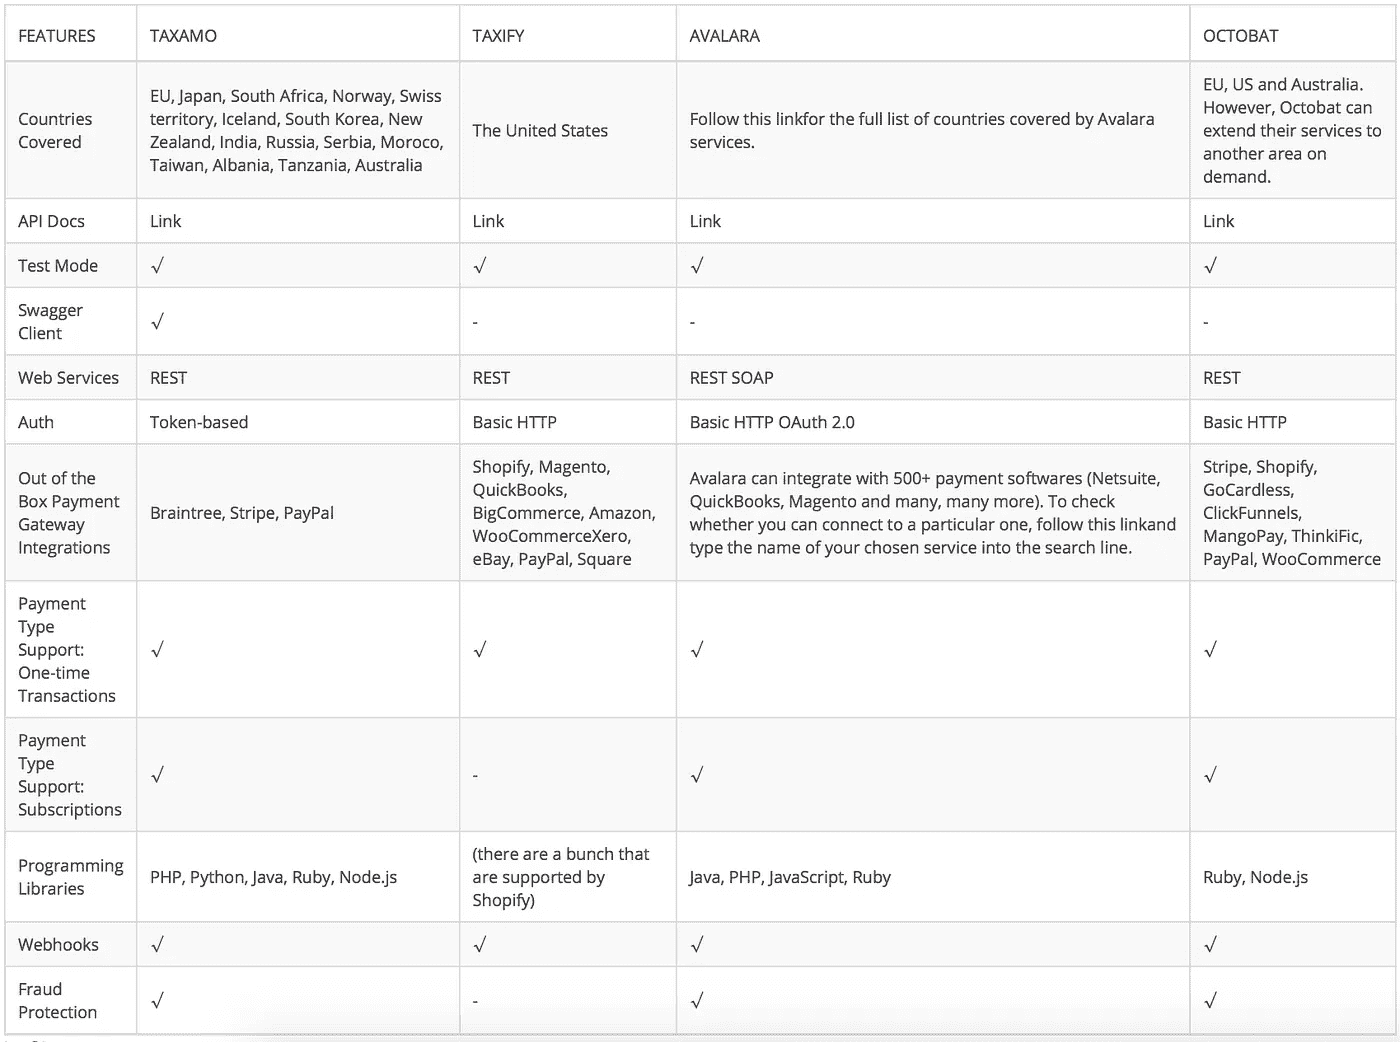 FEATURES TAXAMO TAXIFY AVALARA OCTOBAT
Countries
Covered
EU, Japan, South Africa, Norway, Swiss
territory, Iceland, South Korea, New
Zealand, India, Russia, Serbia, Moroco,
Taiwan, Albania, Tanzania, Australia
The United States
Follow this linkfor the full list of countries covered by Avalara
services.
EU, US and Australia.
However, Octobat can
extend their services to
another area on
demand.
API Docs Link Link Link Link
Test Mode √ √ √ √
Swagger
Client
√ - - -
Web Services REST REST REST SOAP REST
Auth Token-based Basic HTTP Basic HTTP OAuth 2.0 Basic HTTP
Out of the
Box Payment
Gateway
Integrations
Braintree, Stripe, PayPal
Shopify, Magento,
QuickBooks,
BigCommerce, Amazon,
WooCommerceXero,
eBay, PayPal, Square
Avalara can integrate with 500+ payment softwares (Netsuite,
QuickBooks, Magento and many, many more). To check
whether you can connect to a particular one, follow this linkand
type the name of your chosen service into the search line.
Stripe, Shopify,
GoCardless,
ClickFunnels,
MangoPay, ThinkiFic,
PayPal, WooCommerce
Payment
Type
Support:
One-time
Transactions
√ √ √ √
Payment
Type
Support:
Subscriptions
√ - √ √
Programming
Libraries
PHP, Python, Java, Ruby, Node.js
(there are a bunch that
are supported by
Shopify)
Java, PHP, JavaScript, Ruby
Ruby, Node.js
Webhooks √ √ √ √
Fraud
Protection
√ - √ √